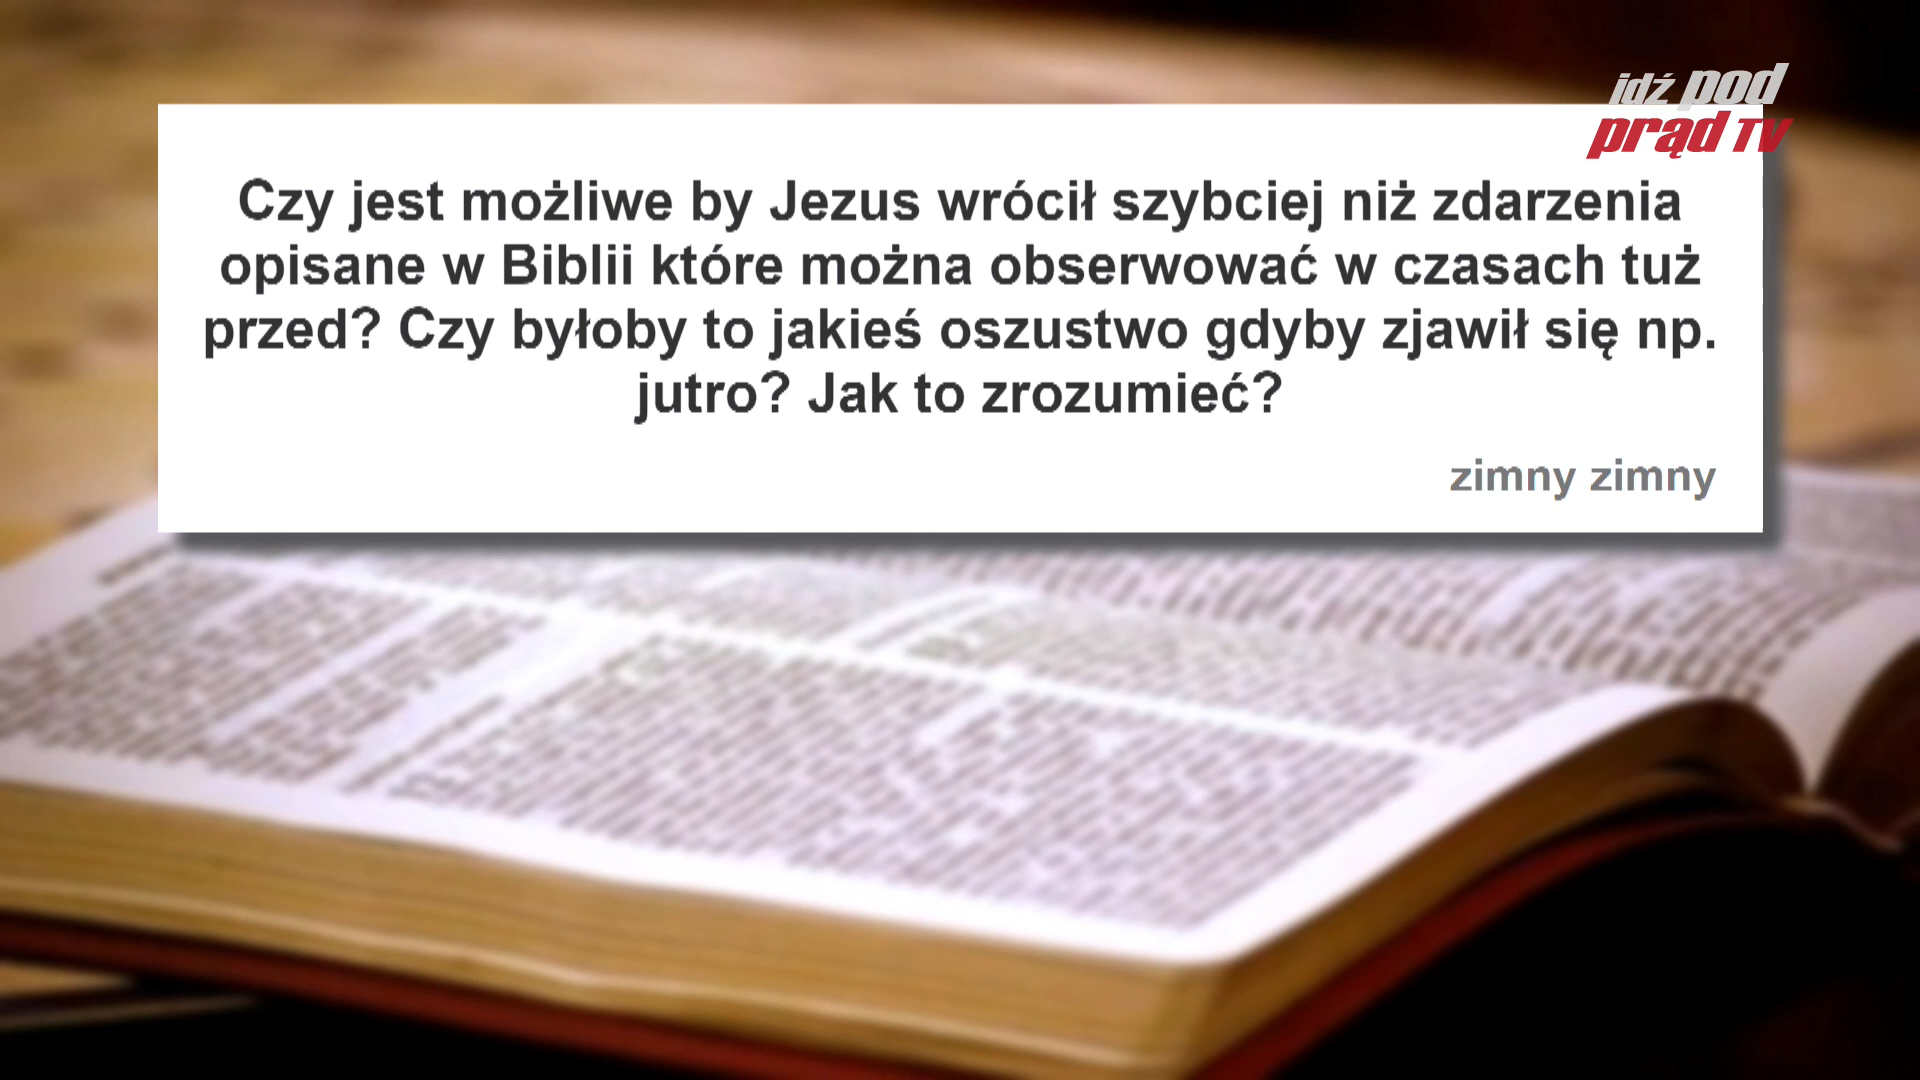 idź pod
prąd TV
Czy jest możliwe by Jezus wrócił szybciej niż zdarzenia
opisane w Biblii które można obserwować w czasach tuż
przed? Czy byłoby to jakieś oszustwo gdyby zjawił się np.
jutro? Jak to zrozumieć?
zimny zimny